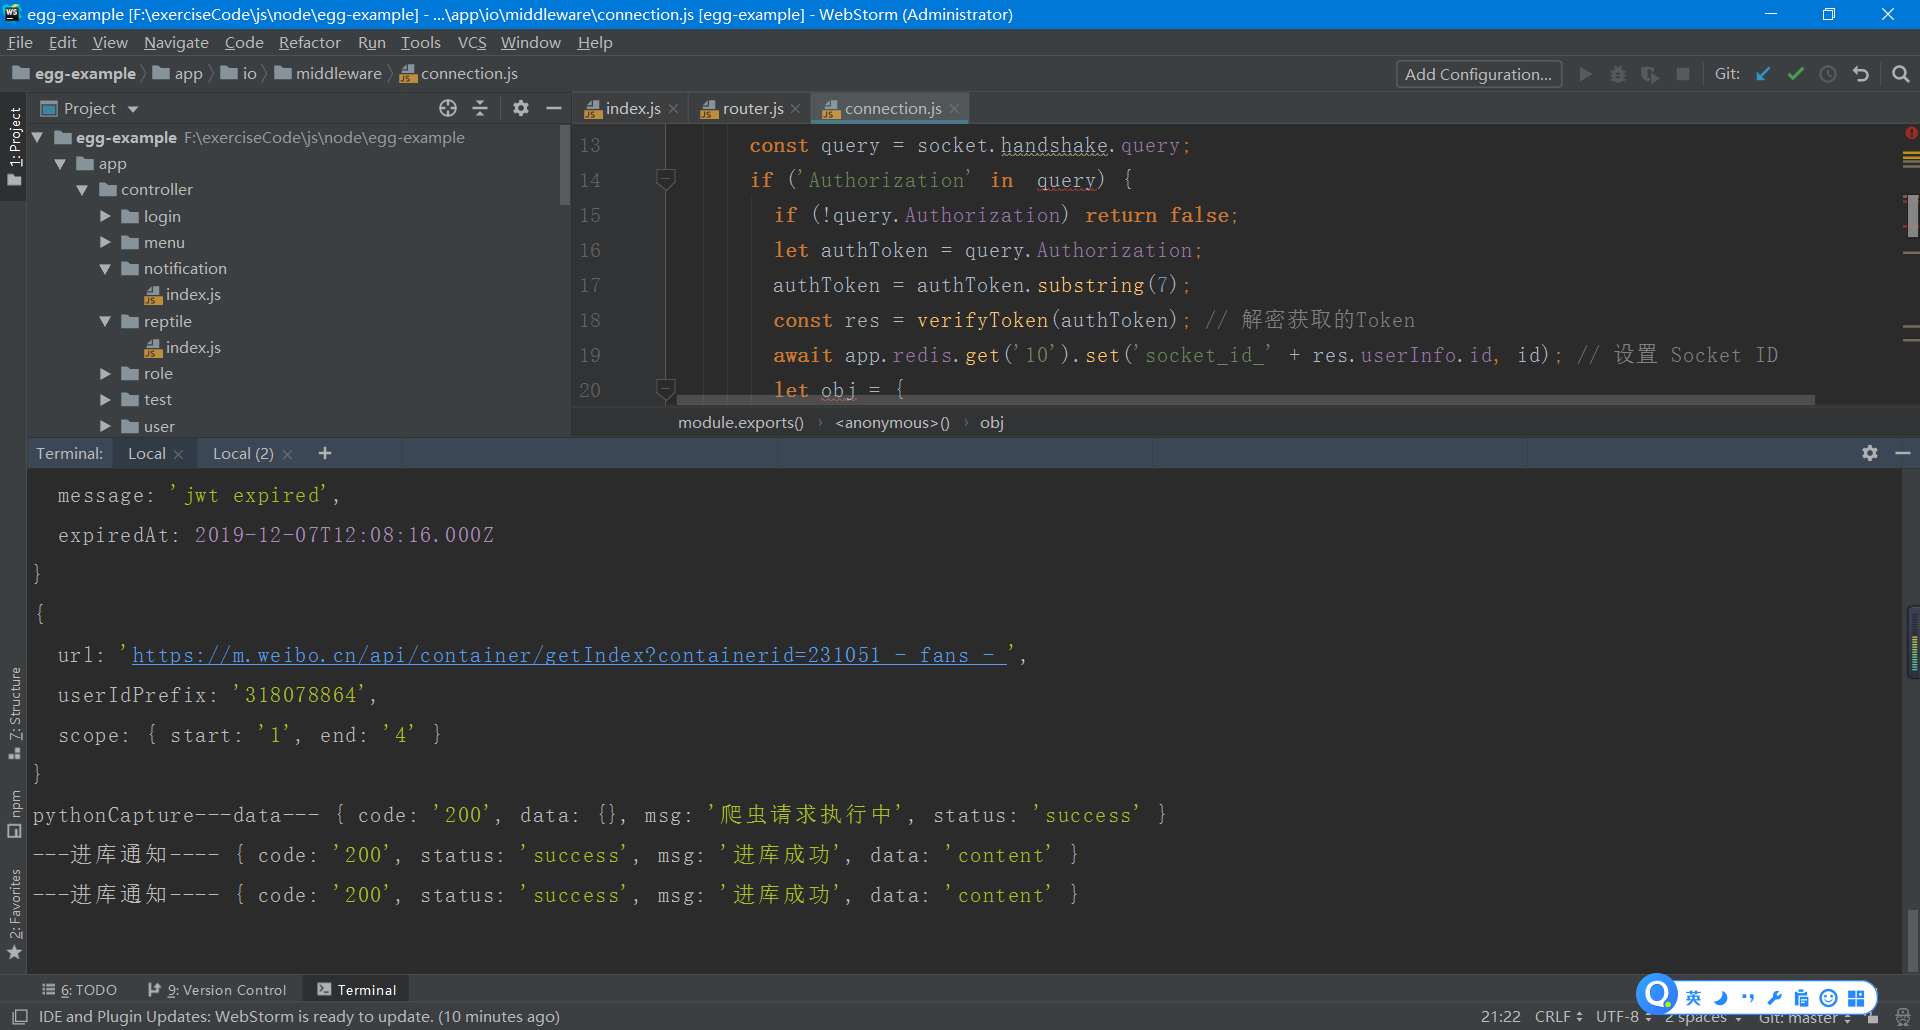 egg-example [F:\exerciseCode\js\node\egg-example] - ...\app\io\middleware\connection.js [egg-example] - WebStorm (Administrator)
File Edit View Navigate Code Refactor Run Tools VCS Window Help
egg-example app io middleware connection.js Add Configuration... Git:
1: Project
Project
index.js router.js connection.js
egg-example F:\exerciseCode\js\node\egg-example
app
controller
login
menu
notification
index.js
reptile
index.js
role
test
user
13 const query = socket.handshake.query;
14 if ('Authorization' in  query) {
15 if (!query.Authorization) return false;
16 let authToken = query.Authorization;
17 authToken = authToken.substring(7);
18 const res = verifyToken(authToken); // 解密获取的Token
19 await app.redis.get('10').set('socket_id_' + res.userInfo.id, id); // 设置 Socket ID
20 let obj = {
module.exports() <anonymous>() obj
Terminal: Local Local (2) +
message: 'jwt expired',
expiredAt: 2019-12-07T12:08:16.000Z
}
{
url: 'https://m.weibo.cn/api/container/getIndex?containerid=231051_-_fans_-_',
userIdPrefix: '318078864',
scope: { start: '1', end: '4' }
}
pythonCapture---data--- { code: '200', data: {}, msg: '爬虫请求执行中', status: 'success' }
---进库通知---- { code: '200', status: 'success', msg: '进库成功', data: 'content' }
---进库通知---- { code: '200', status: 'success', msg: '进库成功', data: 'content' }
7: Structure
npm
2: Favorites
6: TODO 9: Version Control Terminal
英
IDE and Plugin Updates: WebStorm is ready to update. (10 minutes ago) 21:22 CRLF UTF-8 2 spaces Git: master